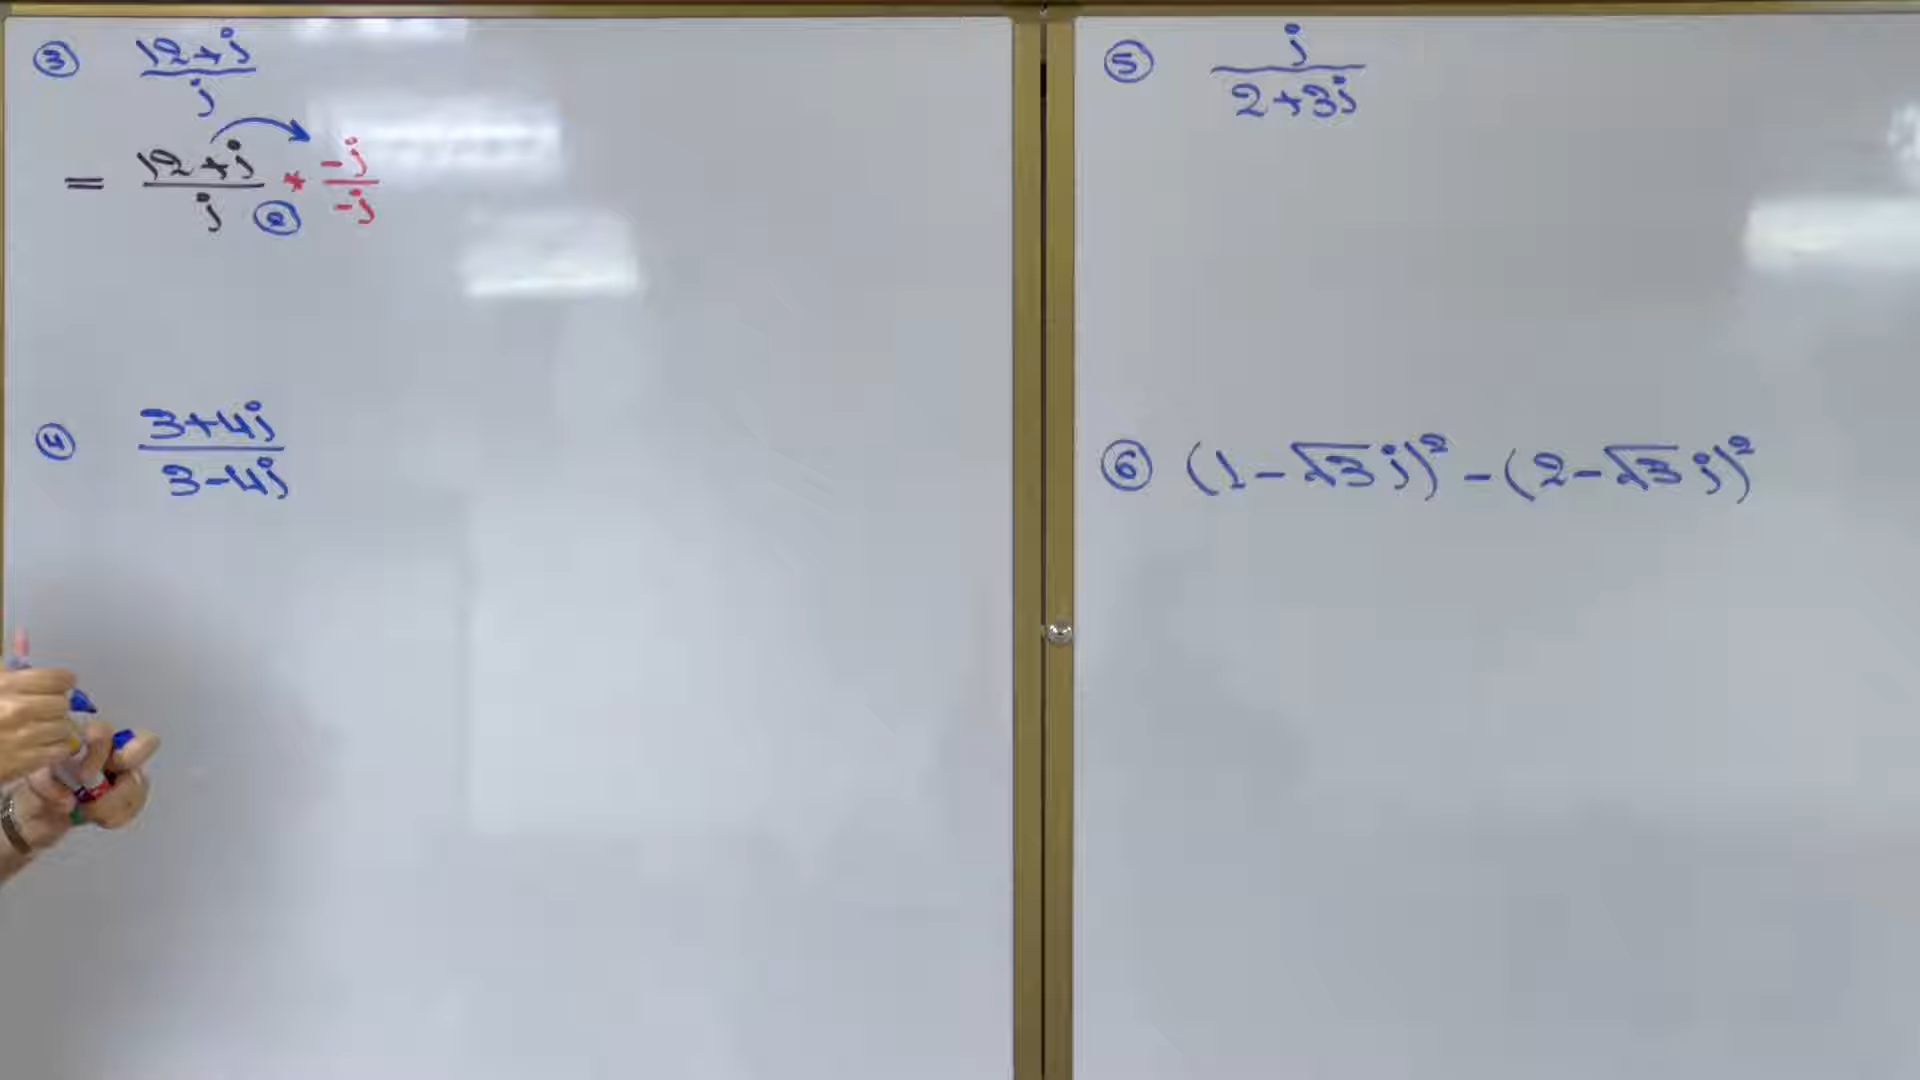 ③ (12+j)/j
= (12+j)/j * (-j)/(-j)
②
④ (3+4j)/(3-4j)
⑤ j/(2+3j)
⑥ (1-√3 j)² - (2-√3 j)²